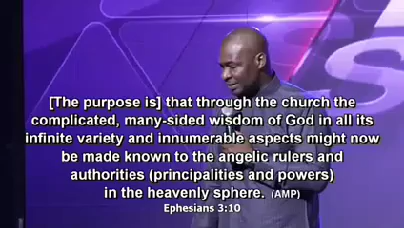 [The purpose is] that through the church the
complicated, many-sided wisdom of God in all its
infinite variety and innumerable aspects might now
be made known to the angelic rulers and
authorities (principalities and powers)
in the heavenly sphere. (AMP)
Ephesians 3:10